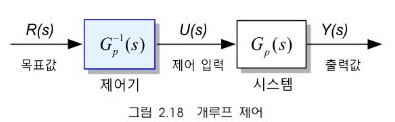 R(s) U(s) Y(s)
G_p^{-1}(s) G_p(s)
목표값 제어 입력 출력값
제어기 시스템
그림 2.18 개루프 제어